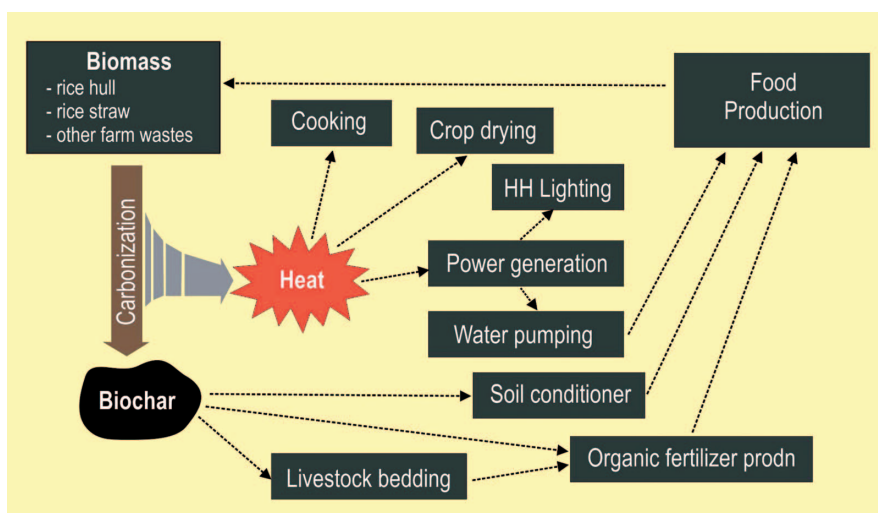 Biomass
- rice hull
- rice straw
- other farm wastes
Food
Production
Cooking
Crop drying
HH Lighting
Carbonization
Heat
Power generation
Water pumping
Biochar
Soil conditioner
Organic fertilizer prodn
Livestock bedding